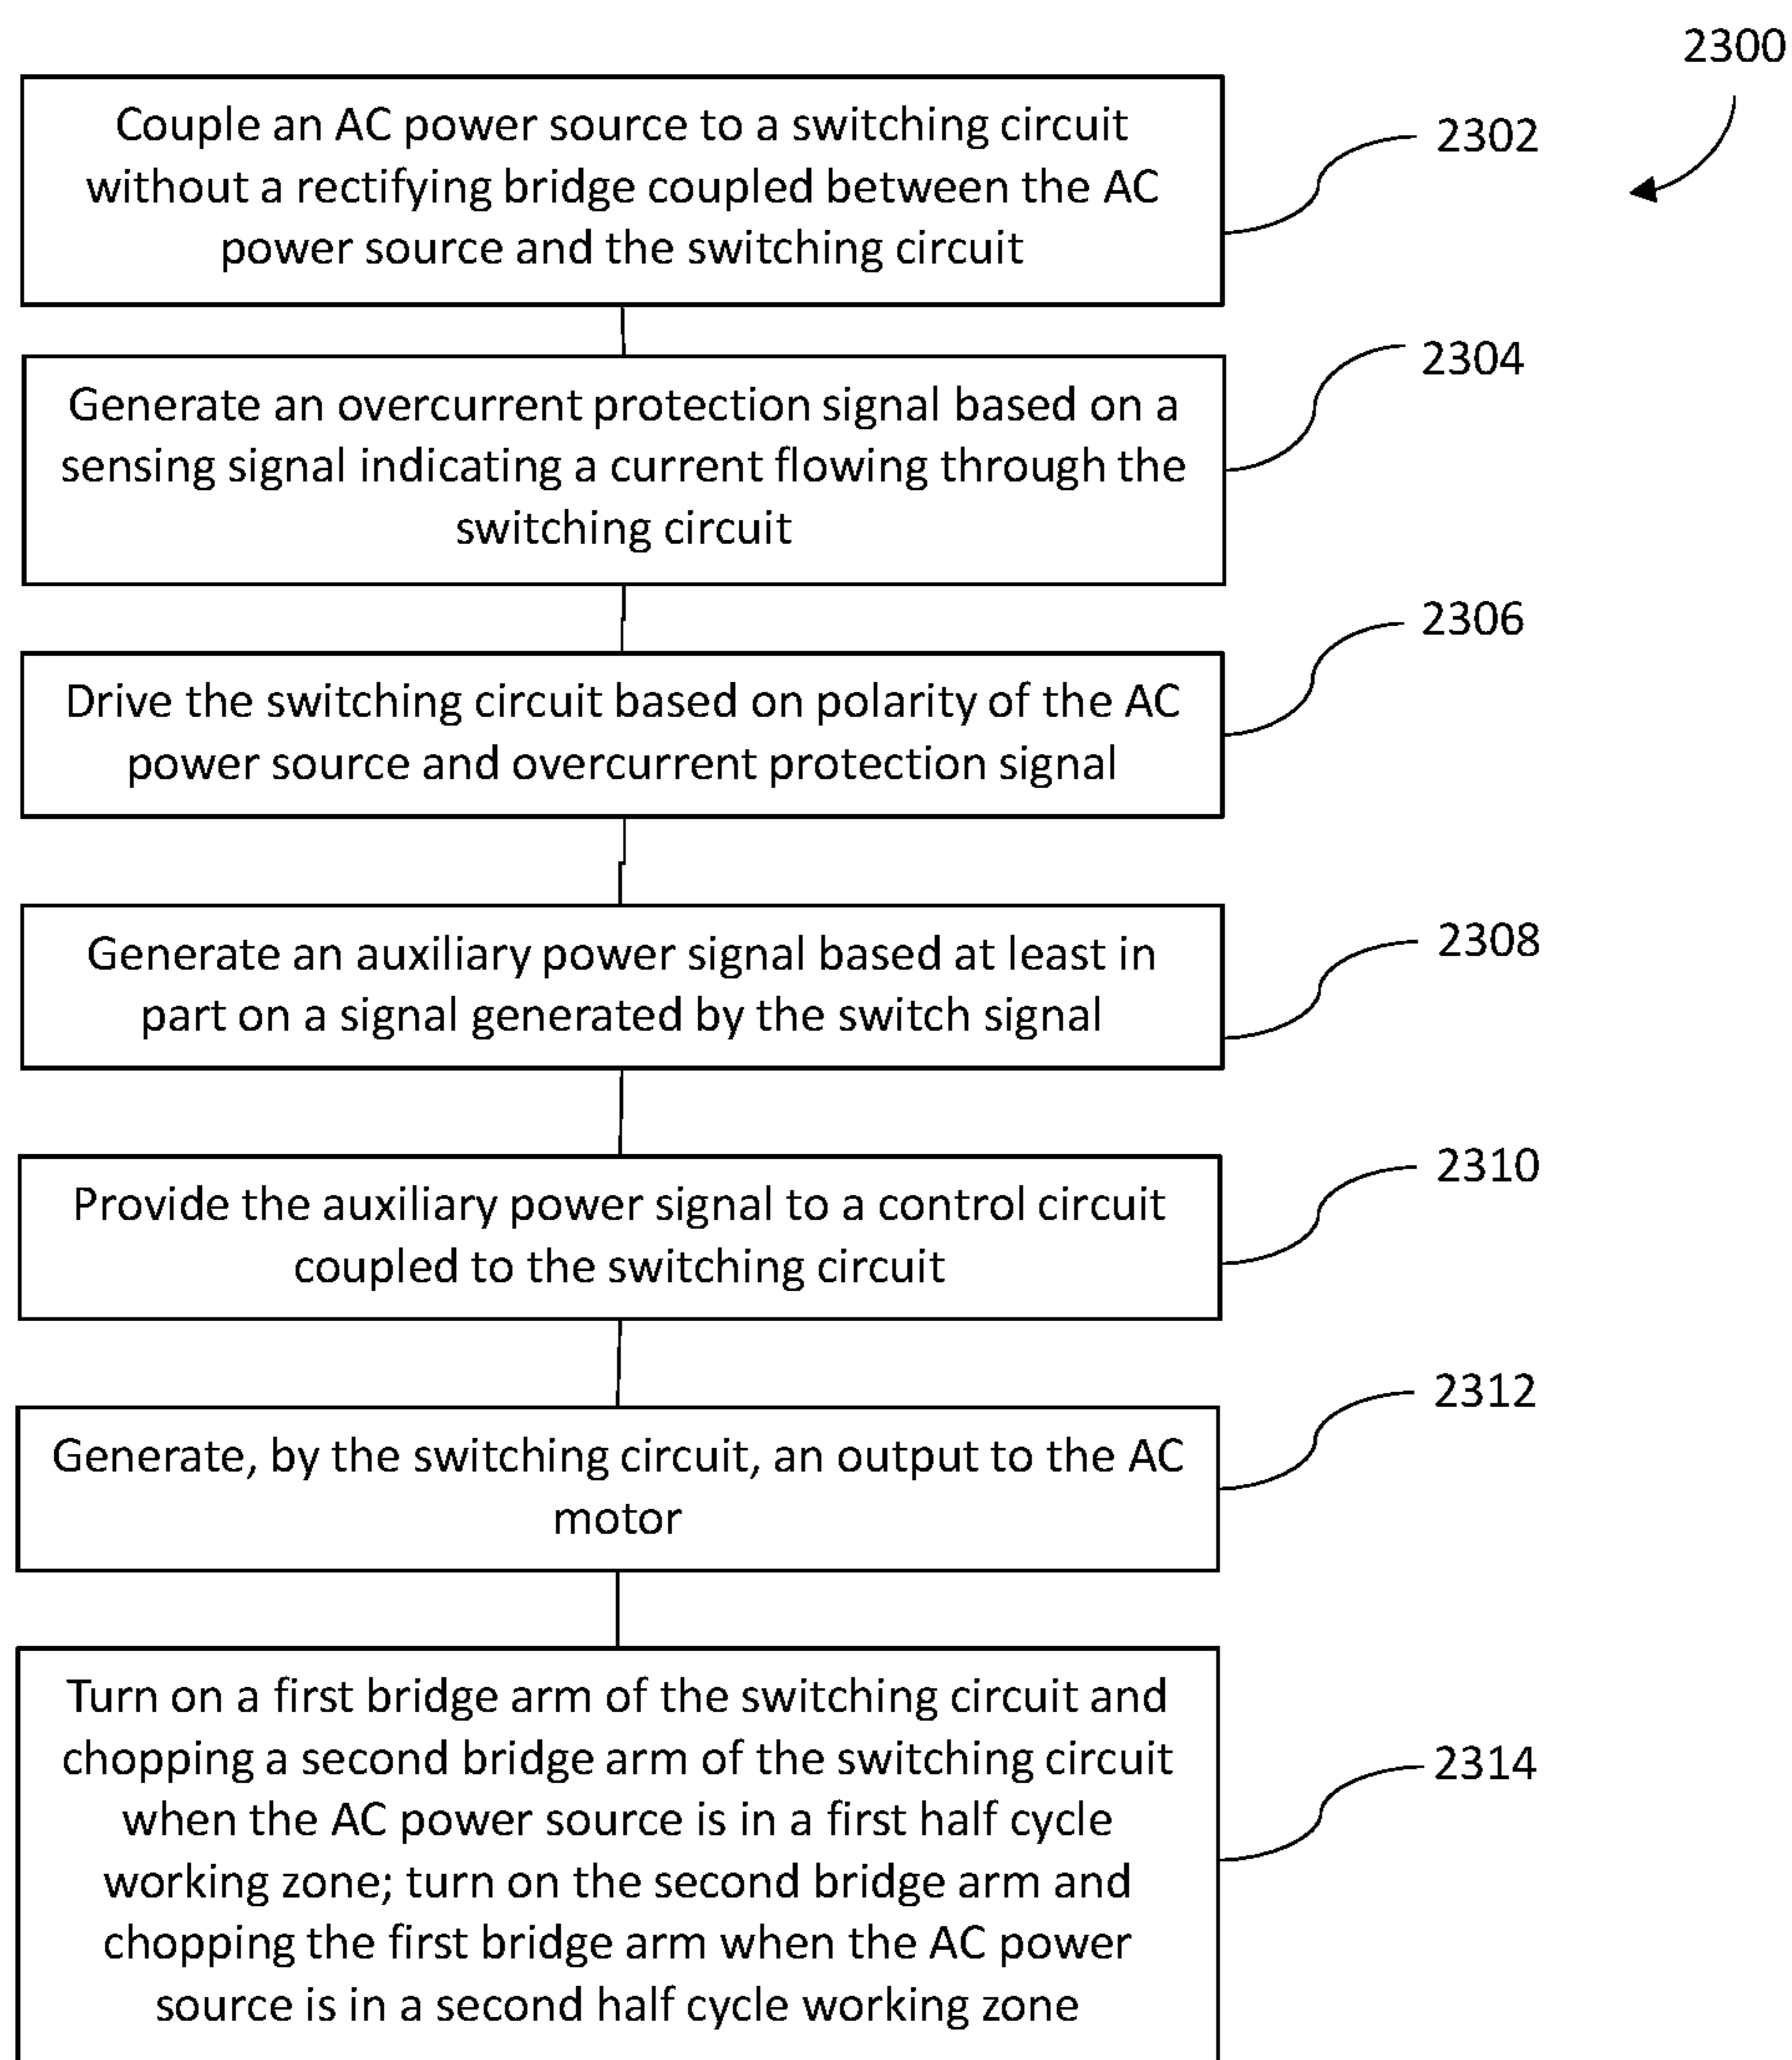 2300
Couple an AC power source to a switching circuit
without a rectifying bridge coupled between the AC
power source and the switching circuit
2302
Generate an overcurrent protection signal based on a
sensing signal indicating a current flowing through the
switching circuit
2304
Drive the switching circuit based on polarity of the AC
power source and overcurrent protection signal
2306
Generate an auxiliary power signal based at least in
part on a signal generated by the switch signal
2308
Provide the auxiliary power signal to a control circuit
coupled to the switching circuit
2310
Generate, by the switching circuit, an output to the AC
motor
2312
Turn on a first bridge arm of the switching circuit and
chopping a second bridge arm of the switching circuit
when the AC power source is in a first half cycle
working zone; turn on the second bridge arm and
chopping the first bridge arm when the AC power
source is in a second half cycle working zone
2314